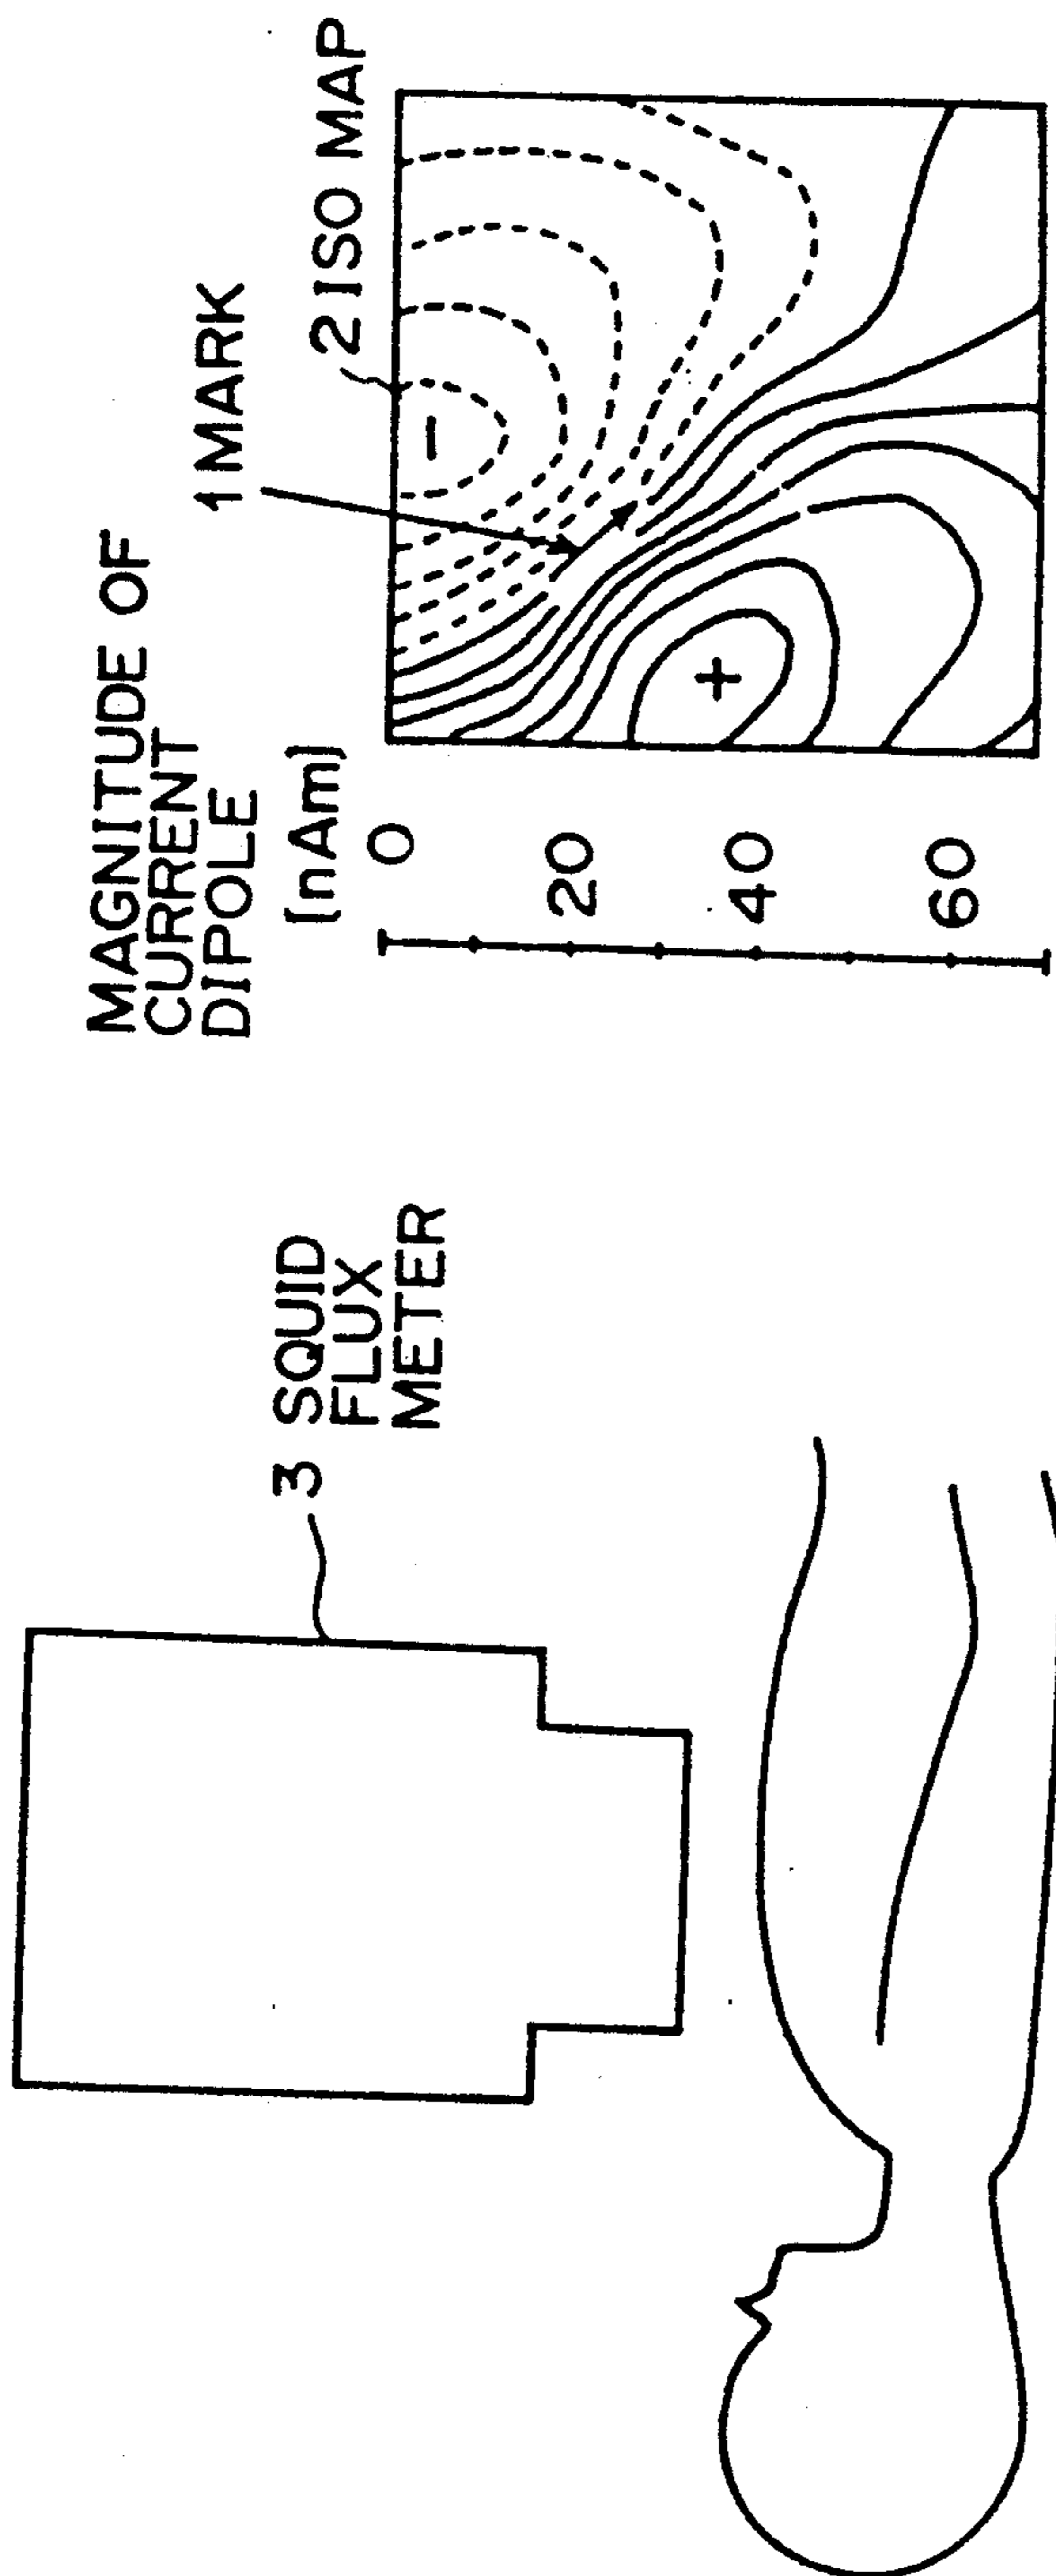 3 SQUID
FLUX
METER
MAGNITUDE OF
CURRENT
DIPOLE
[nAm]
0
20
40
60
1 MARK
2 ISO MAP
−
+